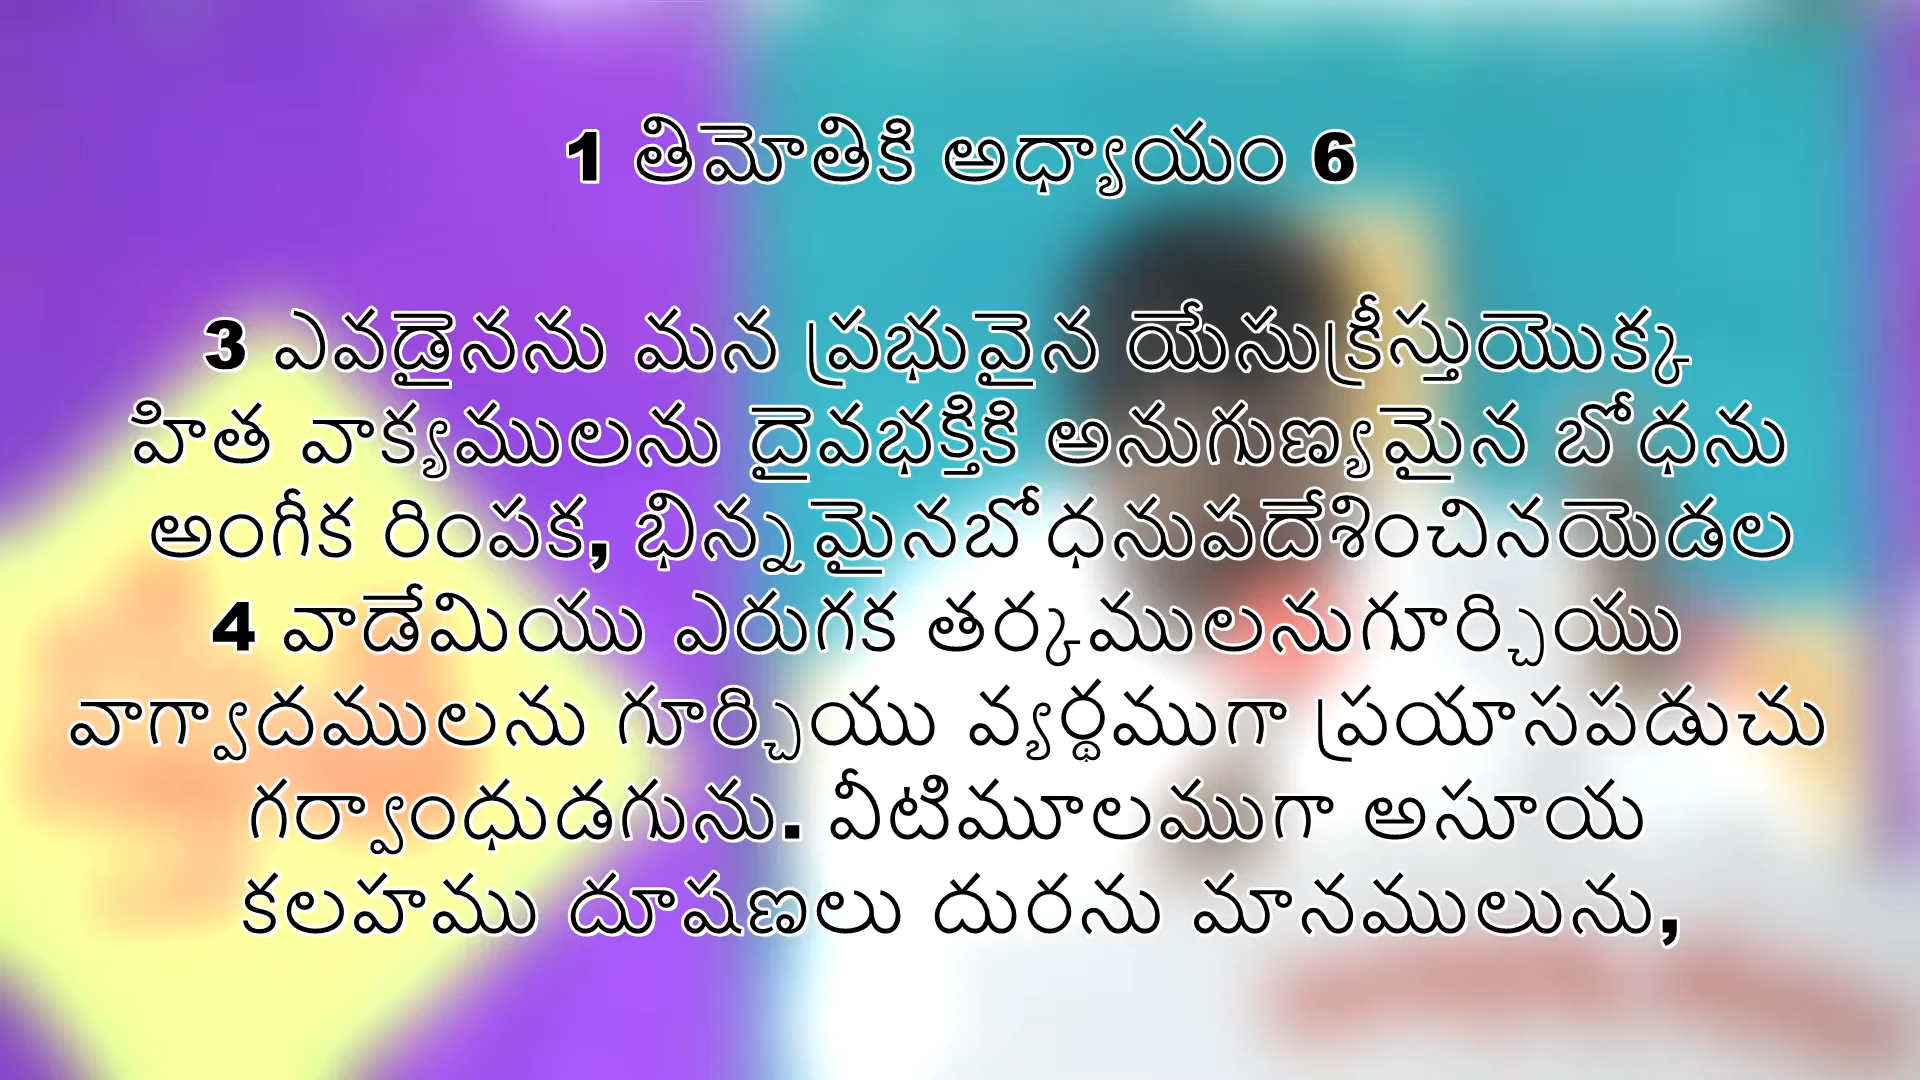 1 తిమోతికి అధ్యాయం 6
3 ఎవడైనను మన ప్రభువైన యేసుక్రీస్తుయొక్క
హిత వాక్యములను దైవభక్తికి అనుగుణ్యమైన బోధను
అంగీక రింపక, భిన్నమైనబోధనుపదేశించినయెడల
4 వాడేమియు ఎరుగక తర్కములనుగూర్చియు
వాగ్వాదములను గూర్చియు వ్యర్థముగా ప్రయాసపడుచు
గర్వాంధుడగును. వీటిమూలముగా అసూయ
కలహము దూషణలు దురను మానములును,